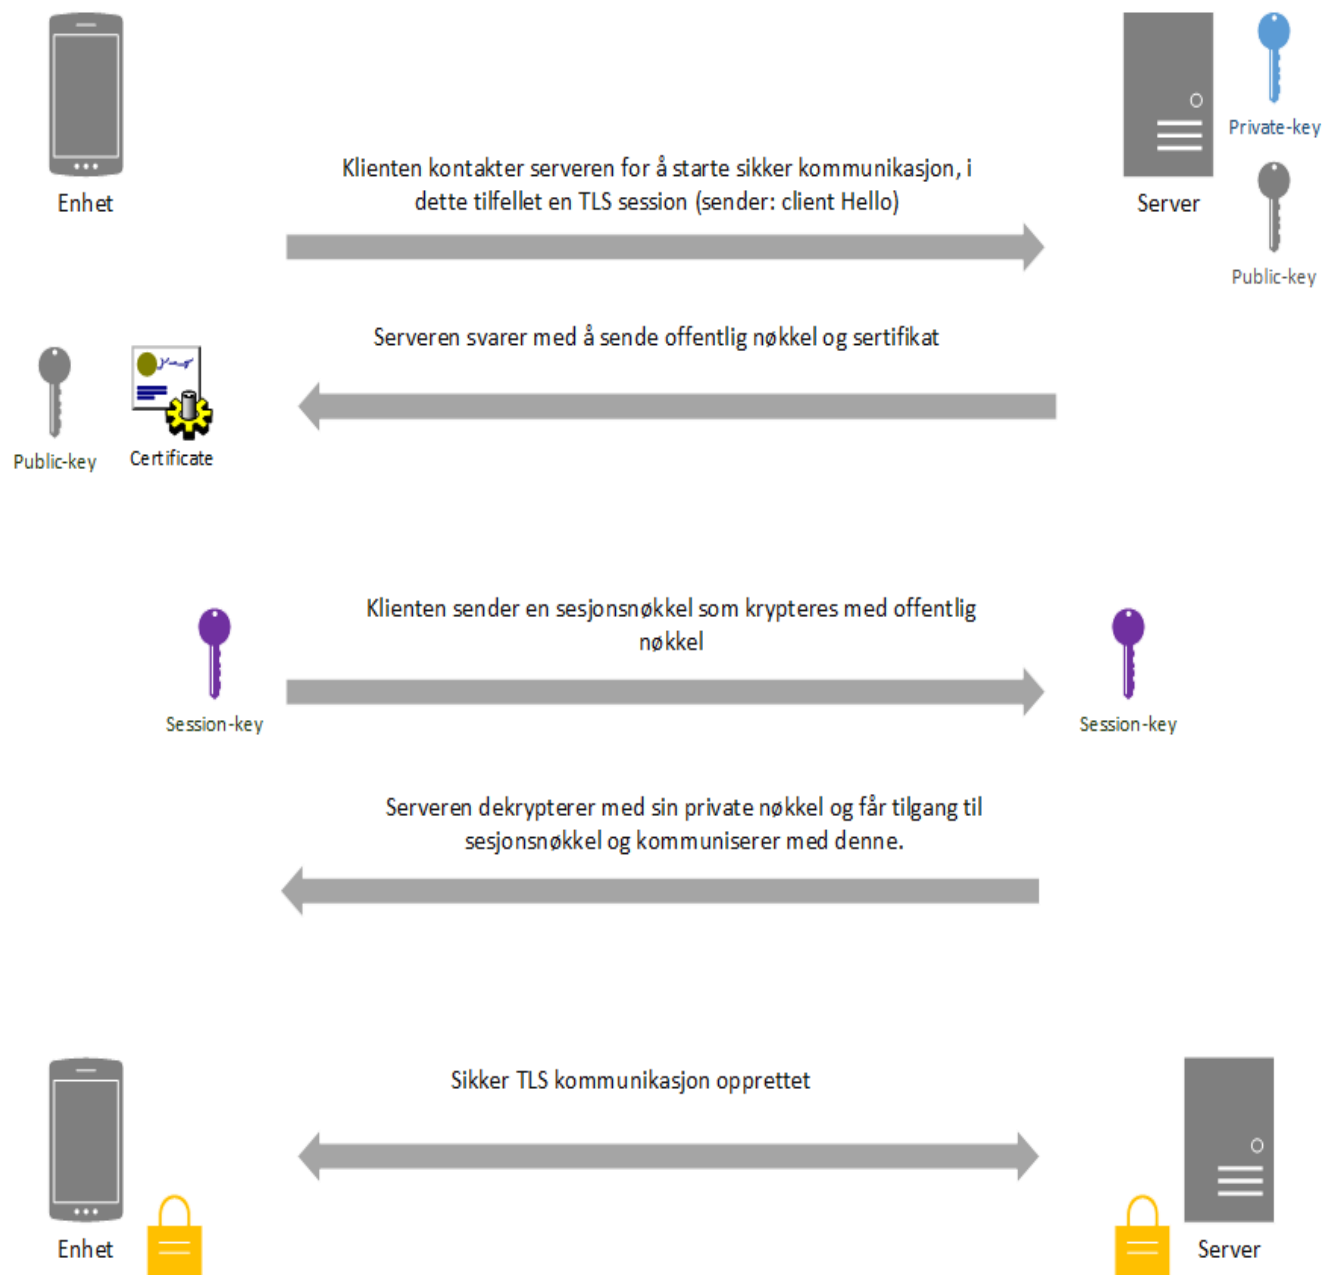 Private-key
Klienten kontakter serveren for å starte sikker kommunikasjon, i
dette tilfellet en TLS session (sender: client Hello)
Enhet
Server
Public-key
Serveren svarer med å sende offentlig nøkkel og sertifikat
Public-key
Certificate
Klienten sender en sesjonsnøkkel som krypteres med offentlig
nøkkel
Session-key
Session-key
Serveren dekrypterer med sin private nøkkel og får tilgang til
sesjonsnøkkel og kommuniserer med denne.
Sikker TLS kommunikasjon opprettet
Enhet
Server